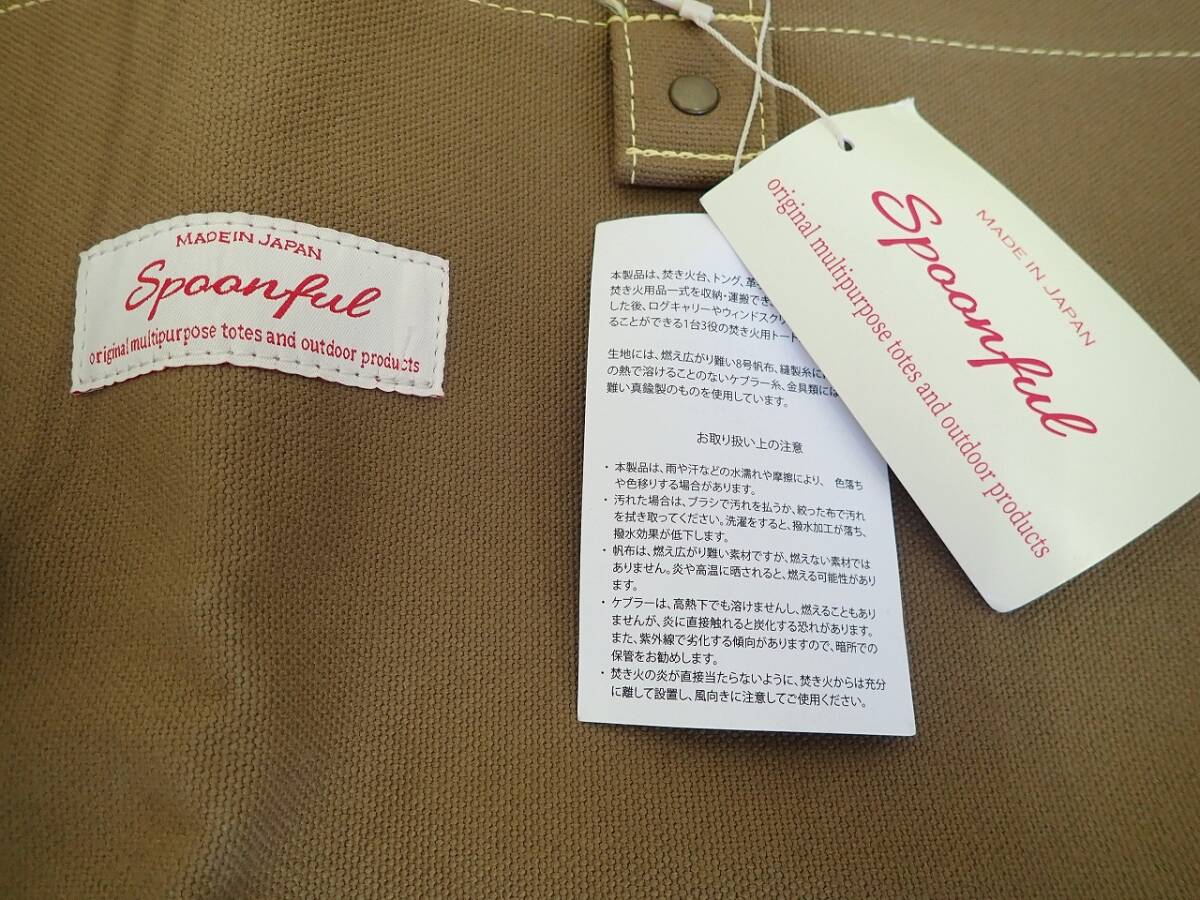 MADE IN JAPAN
Spoonful
original multipurpose totes and outdoor products
本製品は、焚き火台、トング、革
焚き火用品一式を収納・運搬でき
した後、ログキャリーやウィンドスクリ
ることができる1台3役の焚き火用トート
生地には、燃え広がり難い8号帆布、縫製糸に
の熱で溶けることのないケブラー糸、金具類には
難い真鍮製のものを使用しています。
お取り扱い上の注意
・本製品は、雨や汗などの水濡れや摩擦により、 色落ち
や色移りする場合があります。
・汚れた場合は、ブラシで汚れを払うか、絞った布で汚れ
を拭き取ってください。洗濯をすると、撥水加工が落ち、
撥水効果が低下します。
・帆布は、燃え広がり難い素材ですが、燃えない素材では
ありません。炎や高温に晒されると、燃える可能性があり
ます。
・ケブラーは、高熱下でも溶けませんし、燃えることもあり
ませんが、炎に直接触れると炭化する恐れがあります。
また、紫外線で劣化する傾向がありますので、暗所での
保管をお勧めします。
・焚き火の炎が直接当たらないように、焚き火からは充分
に離して設置し、風向きに注意してご使用ください。
MADE IN JAPAN
Spoonful
original multipurpose totes and outdoor products